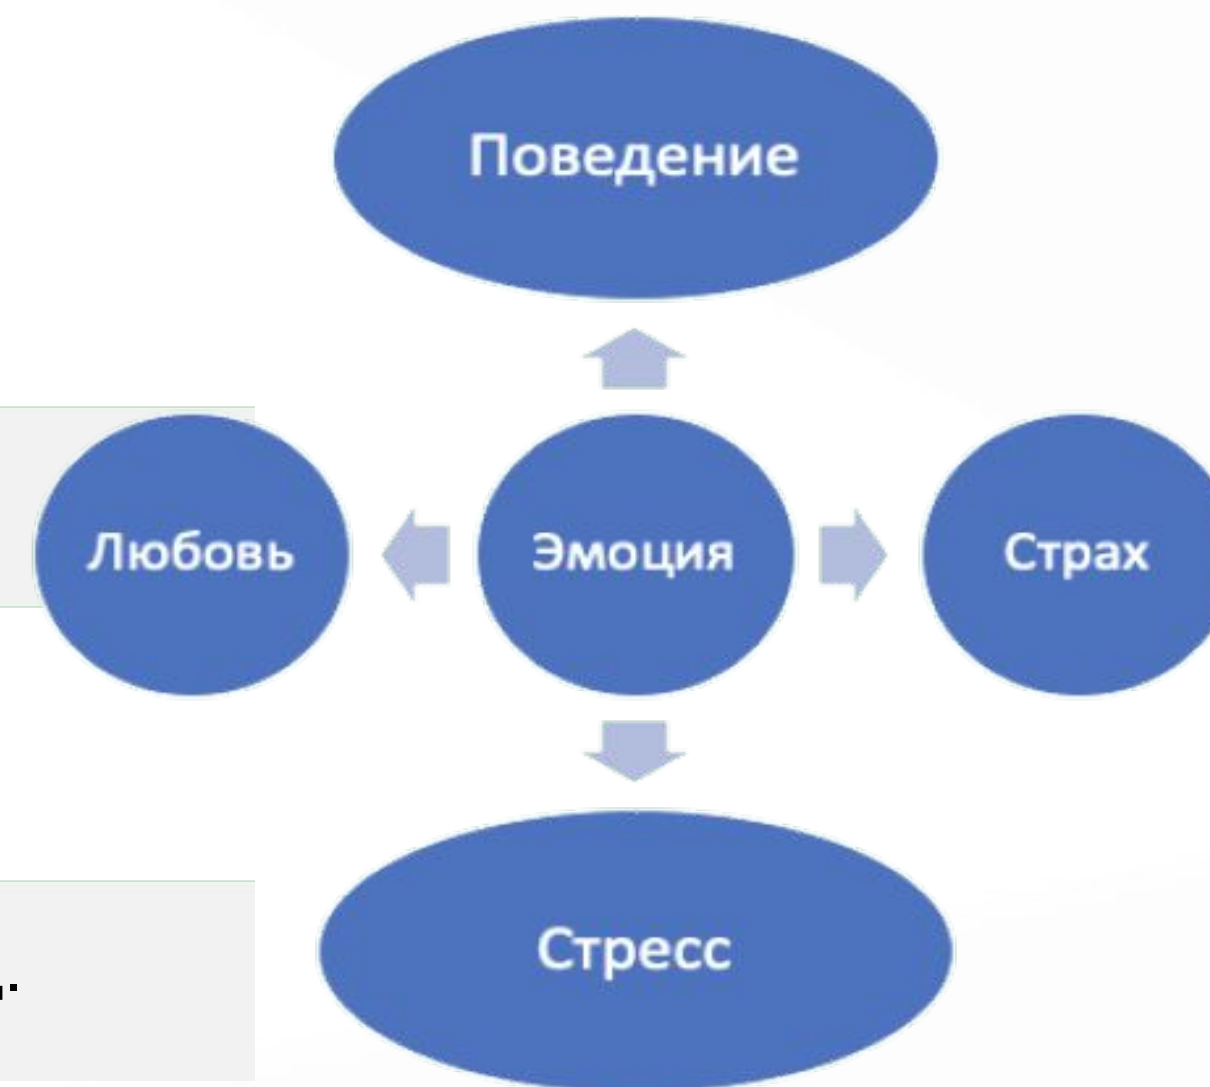 Поведение
Любовь
Эмоция
Страх
Стресс